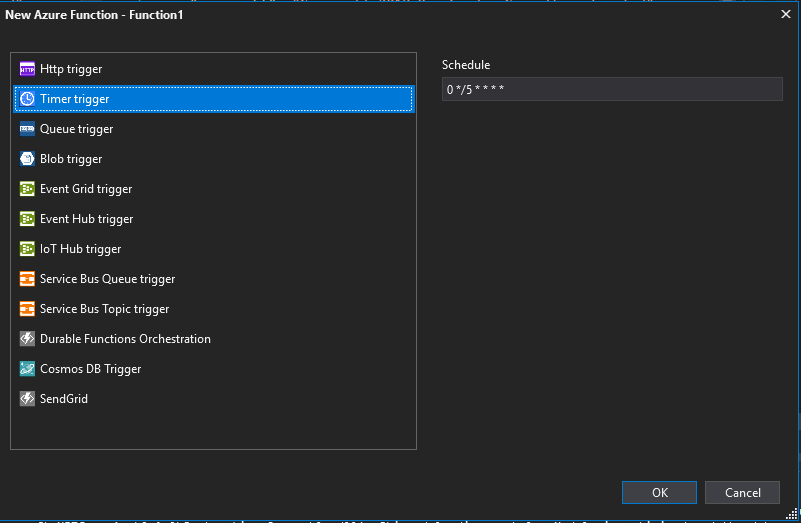 New Azure Function - Function1
Http trigger
Timer trigger
Queue trigger
Blob trigger
Event Grid trigger
Event Hub trigger
IoT Hub trigger
Service Bus Queue trigger
Service Bus Topic trigger
Durable Functions Orchestration
Cosmos DB Trigger
SendGrid
Schedule
0 */5 * * * *
OK
Cancel